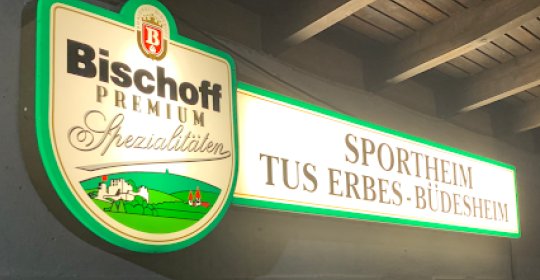 B
Bischoff
PREMIUM
Spezialitäten
SPORTHEIM
TUS ERBES-BÜDESHEIM